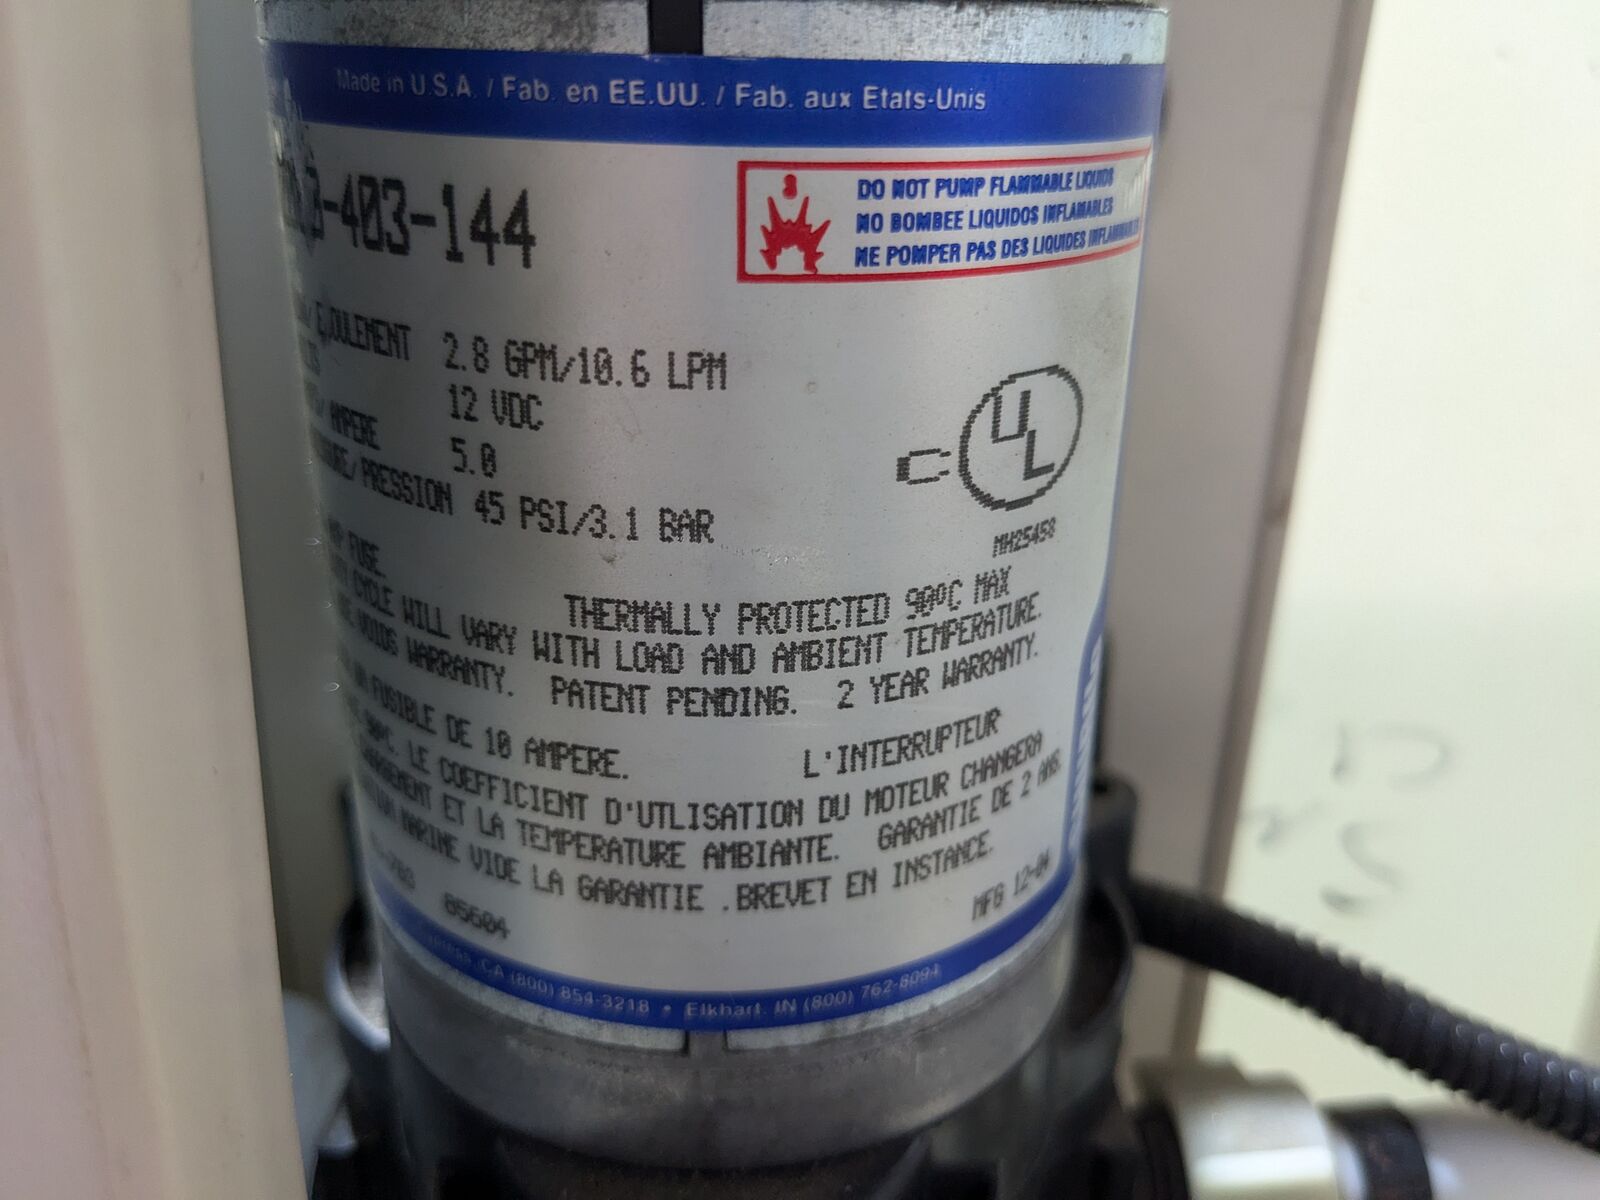 Made in U.S.A. / Fab. en EE.UU. / Fab. aux Etats-Unis
-403-144
DO NOT PUMP FLAMMABLE LIQUIDS
NO BOMBEE LIQUIDOS INFLAMABLES
NE POMPER PAS DES LIQUIDES INFLAMMABLES
2.8 GPM/10.6 LPM
12 VDC
AMPERE 5.0
/PRESSION 45 PSI/3.1 BAR
UL
MH25458
FUSE. THERMALLY PROTECTED 90ºC MAX
CYCLE WILL VARY WITH LOAD AND AMBIENT TEMPERATURE.
VOIDS WARRANTY. PATENT PENDING. 2 YEAR WARRANTY.
FUSIBLE DE 10 AMPERE. L'INTERRUPTEUR
90ºC. LE COEFFICIENT D'UTLISATION DU MOTEUR CHANGERA
ET LA TEMPERATURE AMBIANTE. GARANTIE DE 2 ANS.
MARINE VIDE LA GARANTIE .BREVET EN INSTANCE.
05604 MFG 12-04
CA (800) 854-3218 • Elkhart. IN (800) 762-8094